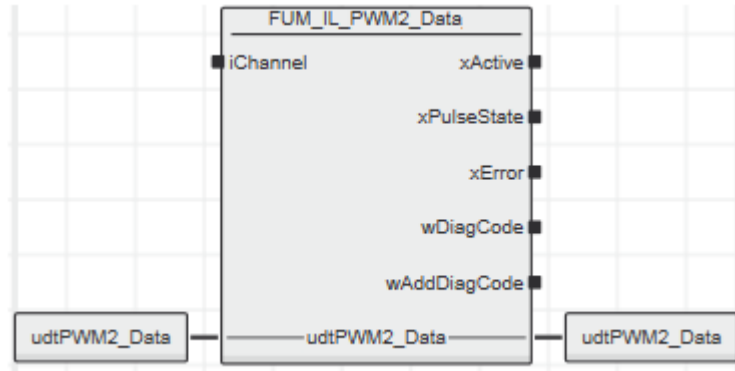 FUM_IL_PWM2_Data
iChannel xActive
xPulseState
xError
wDiagCode
wAddDiagCode
udtPWM2_Data udtPWM2_Data udtPWM2_Data